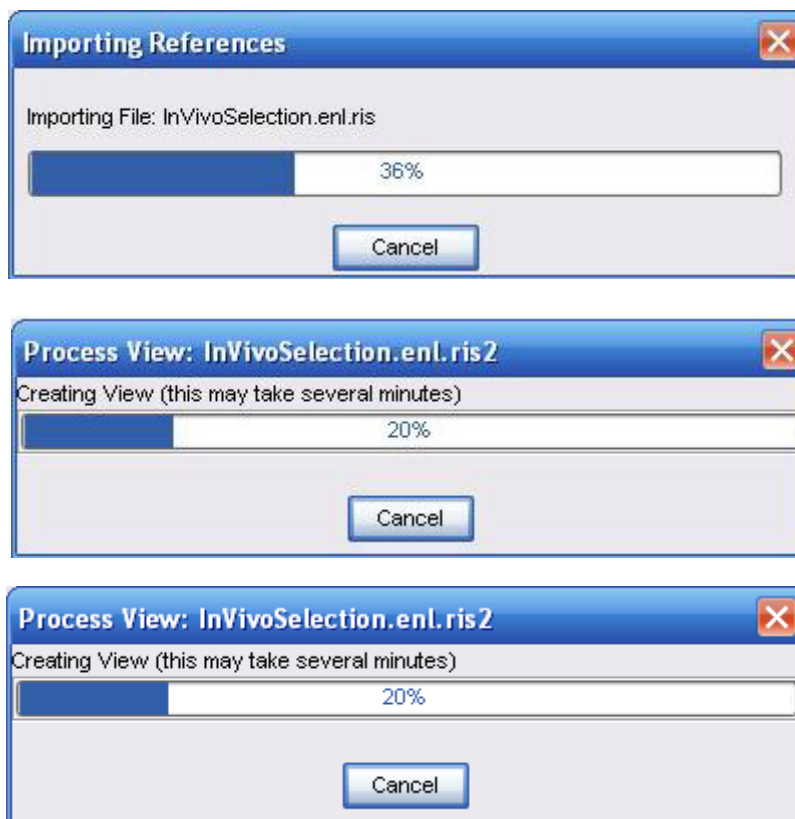 Importing References
Importing File: InVivoSelection.enl.ris
36%
Cancel
Process View: InVivoSelection.enl.ris2
Creating View (this may take several minutes)
20%
Cancel
Process View: InVivoSelection.enl.ris2
Creating View (this may take several minutes)
20%
Cancel